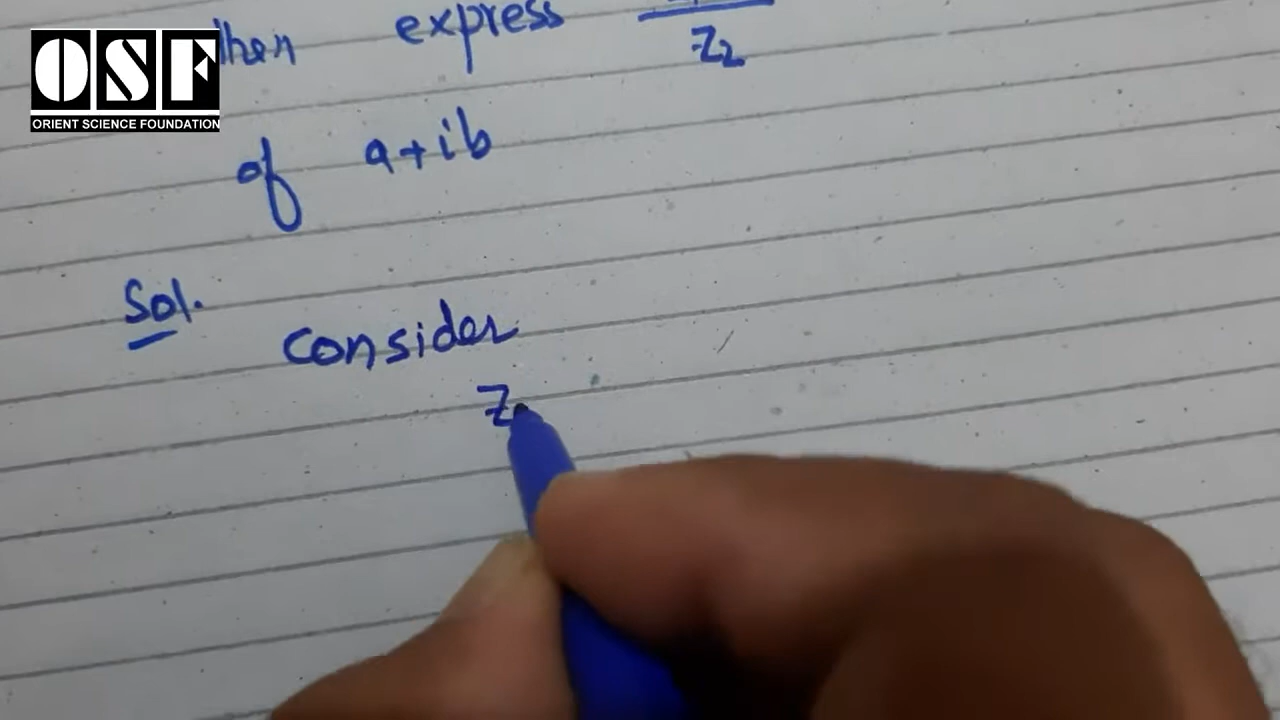 OSF
ORIENT SCIENCE FOUNDATION
then express
Z2
of a+ib
Sol.
Consider
Z